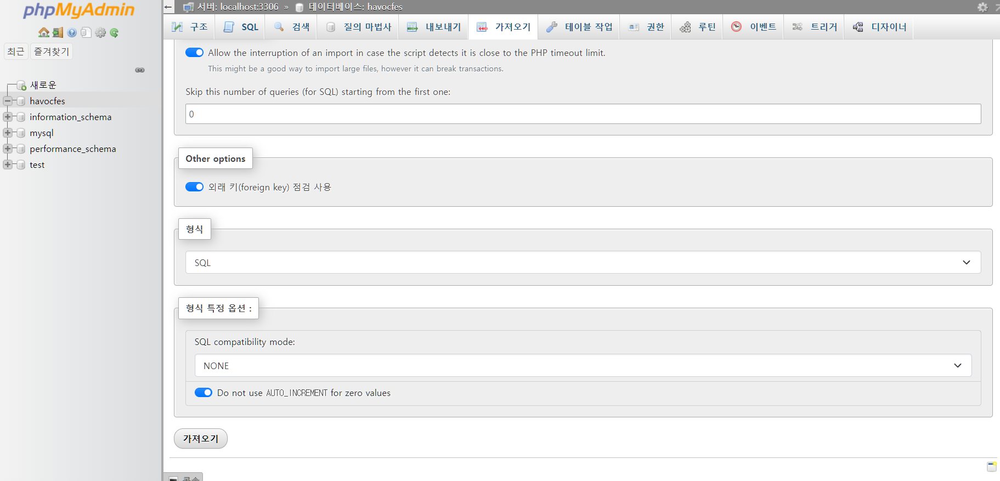 phpMyAdmin
최근 즐겨찾기
새로운
havocfes
information_schema
mysql
performance_schema
test
서버: localhost:3306 » 데이터베이스: havocfes
구조 SQL 검색 질의 마법사 내보내기 가져오기 테이블 작업 권한 루틴 이벤트 트리거 디자이너
Allow the interruption of an import in case the script detects it is close to the PHP timeout limit.
This might be a good way to import large files, however it can break transactions.
Skip this number of queries (for SQL) starting from the first one:
0
Other options
외래 키(foreign key) 점검 사용
형식
SQL
형식 특정 옵션 :
SQL compatibility mode:
NONE
Do not use AUTO_INCREMENT for zero values
가져오기
콘솔